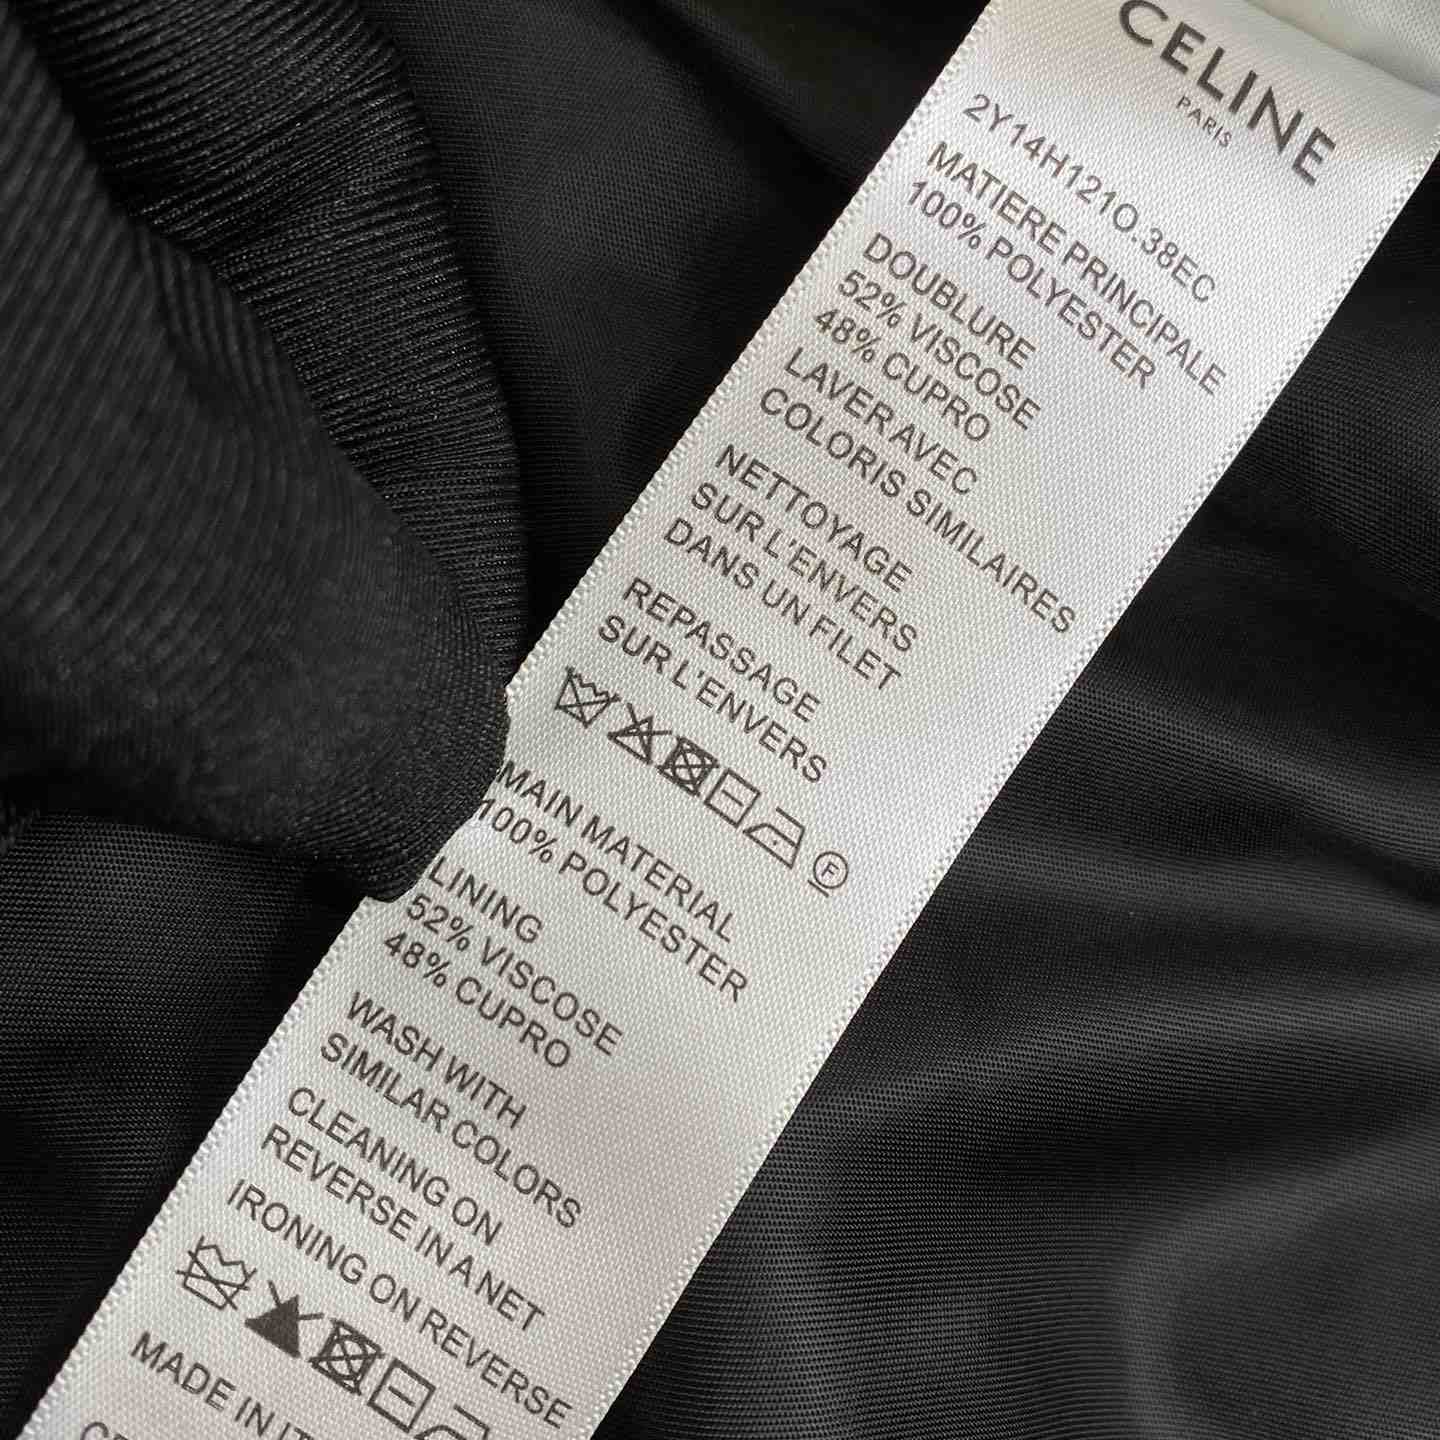 CELINE
PARIS
2Y14H121O.38EC
MATIERE PRINCIPALE
100% POLYESTER
DOUBLURE
52% VISCOSE
48% CUPRO
LAVER AVEC
COLORIS SIMILAIRES
NETTOYAGE
SUR L'ENVERS
DANS UN FILET
REPASSAGE
SUR L'ENVERS
F
MAIN MATERIAL
100% POLYESTER
LINING
52% VISCOSE
48% CUPRO
WASH WITH
SIMILAR COLORS
CLEANING ON
REVERSE IN A NET
IRONING ON REVERSE
MADE IN